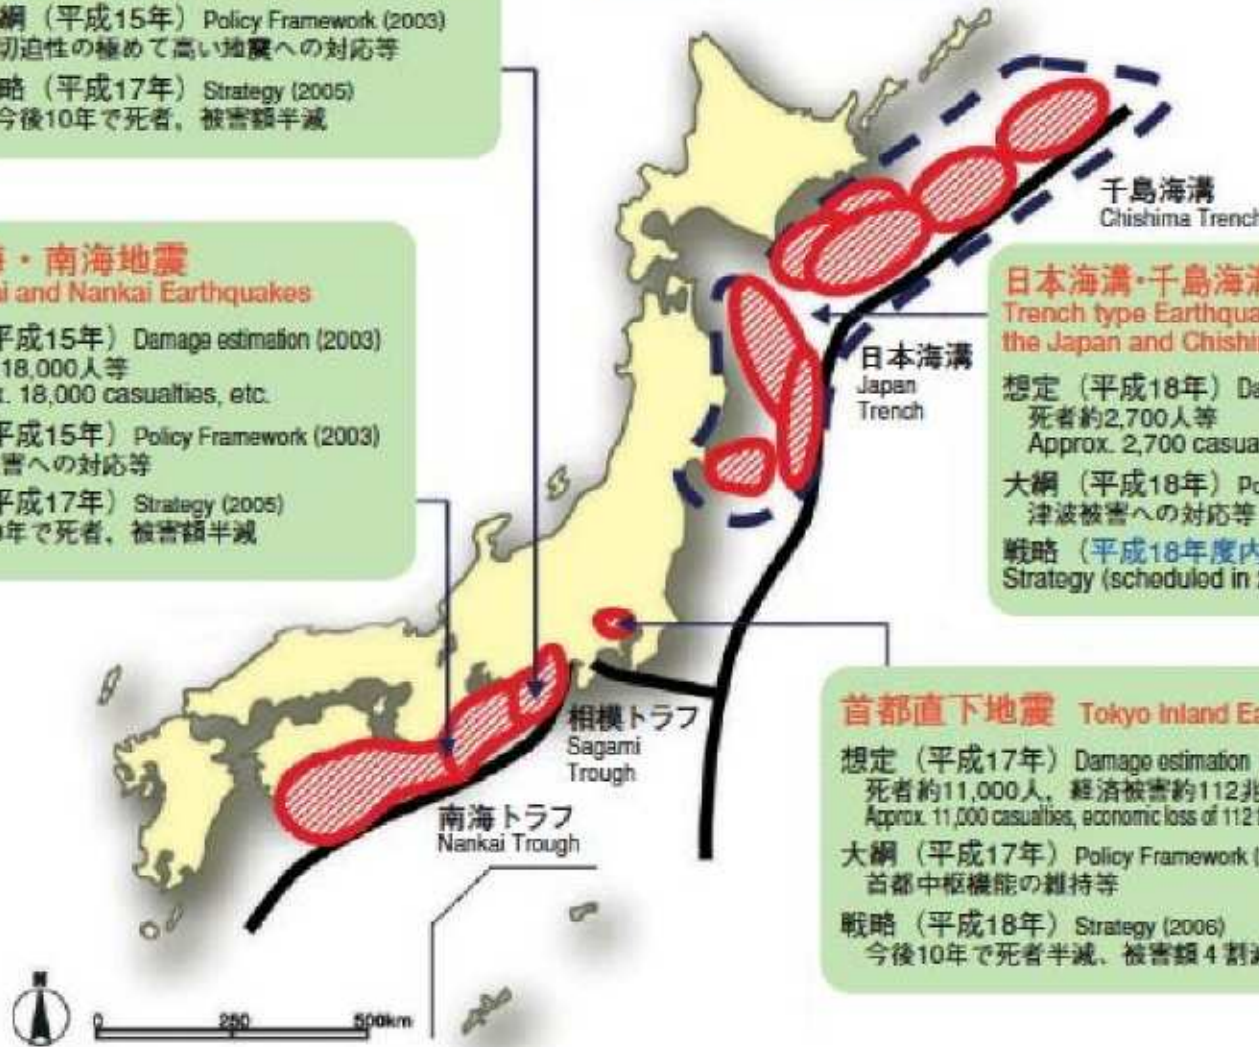 綱（平成15年）Policy Framework (2003)
切迫性の極めて高い地震への対応等
略（平成17年）Strategy (2005)
今後10年で死者，被害額半減
海・南海地震
ai and Nankai Earthquakes
平成15年）Damage estimation (2003)
18,000人等
x. 18,000 casualties, etc.
平成15年）Policy Framework (2003)
害への対応等
平成17年）Strategy (2005)
0年で死者，被害額半減
千島海溝
Chishima Trench
日本海溝・千島海溝
Trench type Earthqua
the Japan and Chishi
想定（平成18年）Da
死者約2,700人等
Approx. 2,700 casua
大綱（平成18年）Po
津波被害への対応等
戦略（平成18年度内
Strategy (scheduled in
日本海溝
Japan
Trench
首都直下地震 Tokyo Inland E
想定（平成17年）Damage estimation
死者約11,000人，経済被害約112兆
Approx. 11,000 casualties, economic loss of 112
大綱（平成17年）Policy Framework (
首都中枢機能の維持等
戦略（平成18年）Strategy (2006)
今後10年で死者半減、被害額４割減
相模トラフ
Sagami
Trough
南海トラフ
Nankai Trough
N
0 250 500km